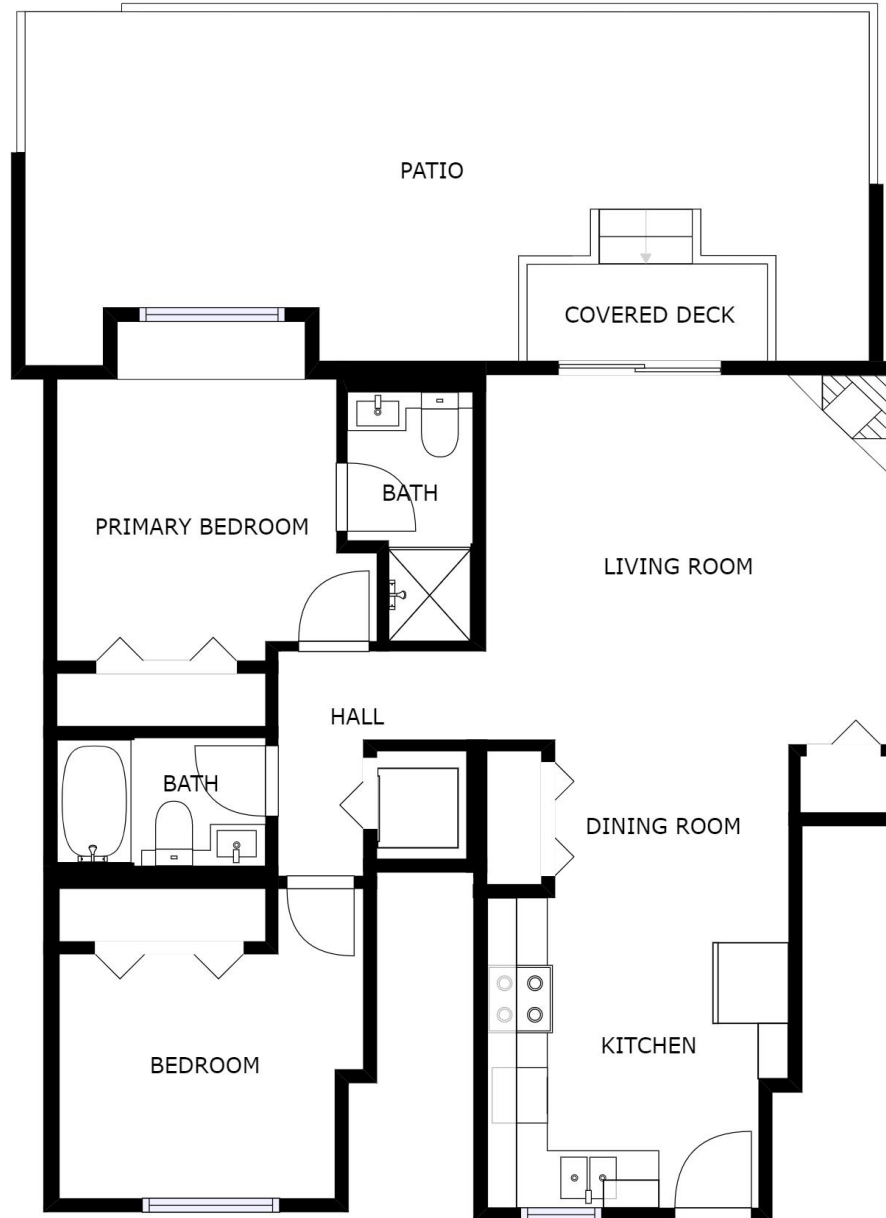 PATIO
COVERED DECK
BATH
PRIMARY BEDROOM
LIVING ROOM
HALL
BATH
DINING ROOM
KITCHEN
BEDROOM